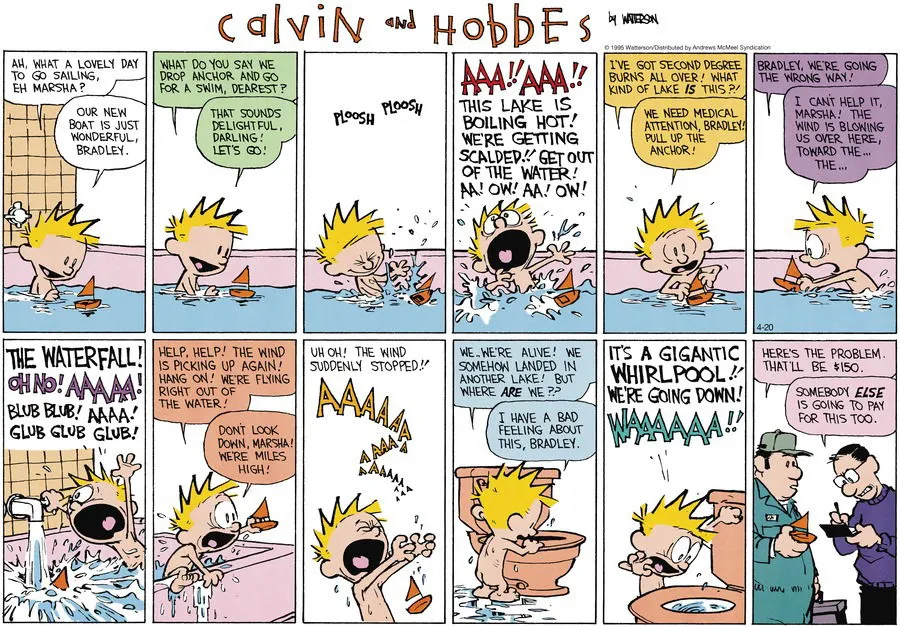 CALVIN and HOBBES by WATTERSON
© 1995 Watterson/Distributed by Andrews McMeel Syndication
AH, WHAT A LOVELY DAY
TO GO SAILING,
EH MARSHA?
OUR NEW
BOAT IS JUST
WONDERFUL,
BRADLEY.
WHAT DO YOU SAY WE
DROP ANCHOR AND GO
FOR A SWIM, DEAREST?
THAT SOUNDS
DELIGHTFUL,
DARLING!
LET'S GO!
PLOOSH PLOOSH
AAA!! AAA!!
THIS LAKE IS
BOILING HOT!
WE'RE GETTING
SCALDED!! GET OUT
OF THE WATER!
AA! OW! AA! OW!
I'VE GOT SECOND DEGREE
BURNS ALL OVER! WHAT
KIND OF LAKE IS THIS?!
WE NEED MEDICAL
ATTENTION, BRADLEY!
PULL UP THE
ANCHOR!
BRADLEY, WE'RE GOING
THE WRONG WAY!
I CAN'T HELP IT,
MARSHA! THE
WIND IS BLOWING
US OVER HERE,
TOWARD THE...
THE...
4-20
THE WATERFALL!
OH NO! AAAAA!
BLUB BLUB! AAAA!
GLUB GLUB GLUB!
HELP, HELP! THE WIND
IS PICKING UP AGAIN!
HANG ON! WE'RE FLYING
RIGHT OUT OF
THE WATER!
DON'T LOOK
DOWN, MARSHA!
WE'RE MILES
HIGH!
UH OH! THE WIND
SUDDENLY STOPPED!!
AAAAA
AAAAA
AAAAAA
AAA
WE..WE'RE ALIVE! WE
SOMEHOW LANDED IN
ANOTHER LAKE! BUT
WHERE ARE WE??
I HAVE A BAD
FEELING ABOUT
THIS, BRADLEY.
IT'S A GIGANTIC
WHIRLPOOL!!
WE'RE GOING DOWN!
WAAAAAA!!
HERE'S THE PROBLEM.
THAT'LL BE $150.
SOMEBODY ELSE
IS GOING TO PAY
FOR THIS TOO.